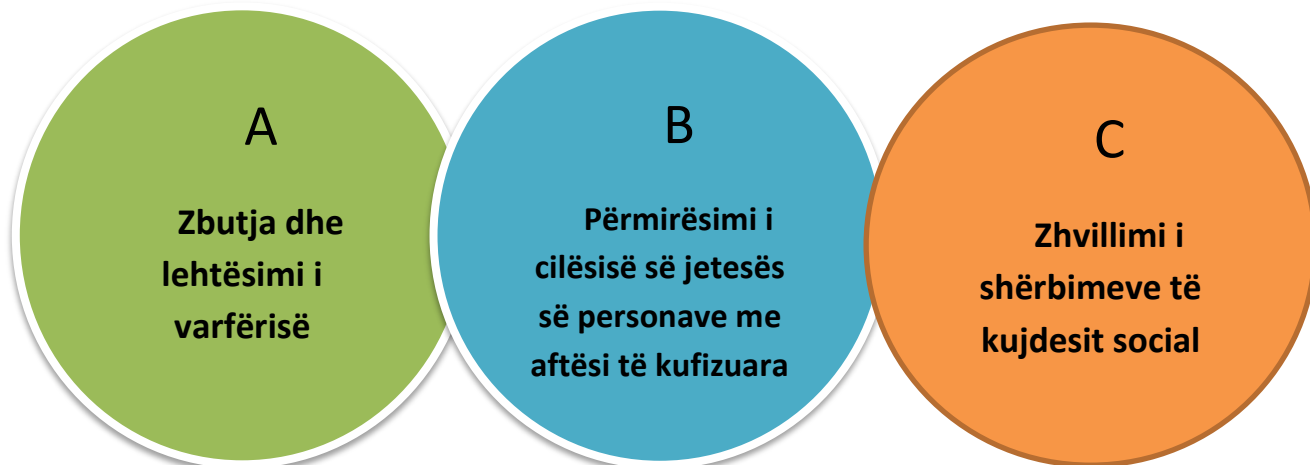 A
Zbutja dhe
lehtësimi i
varfërisë
B
Përmirësimi i
cilësisë së jetesës
së personave me
aftësi të kufizuara
C
Zhvillimi i
shërbimeve të
kujdesit social